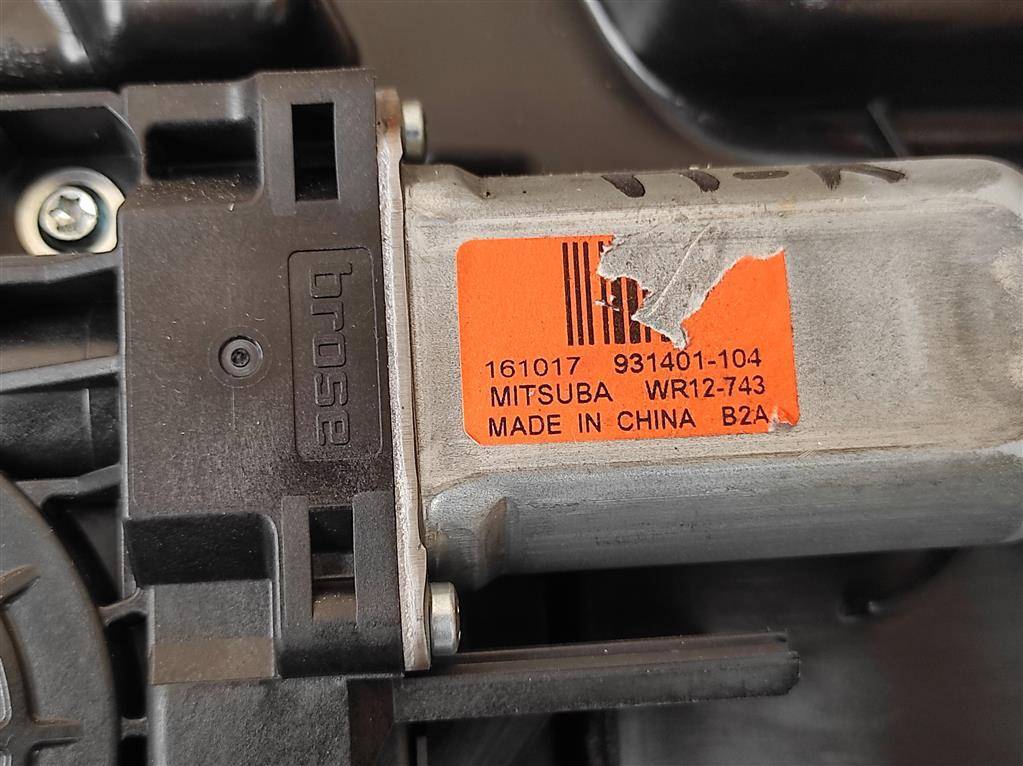 brose
161017 931401-104
MITSUBA WR12-743
MADE IN CHINA B2A